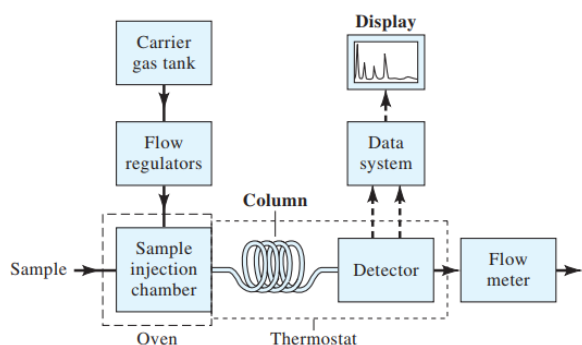 Display
Carrier
gas tank
Flow
regulators
Data
system
Column
Sample
Sample
injection
chamber
Detector
Flow
meter
Oven
Thermostat